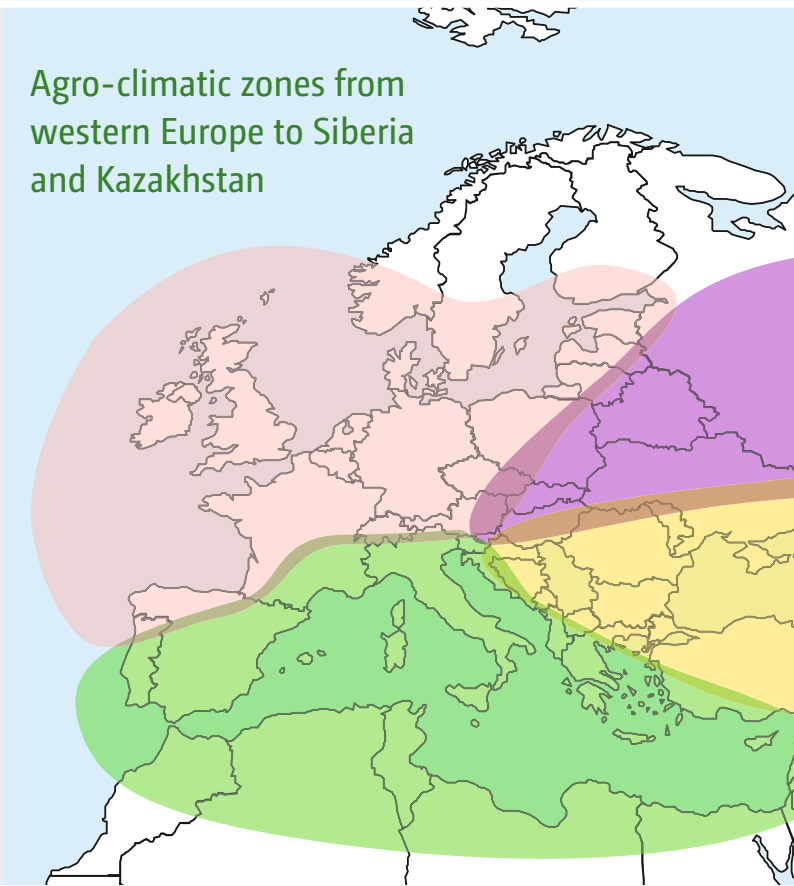 Agro-climatic zones from
western Europe to Siberia
and Kazakhstan